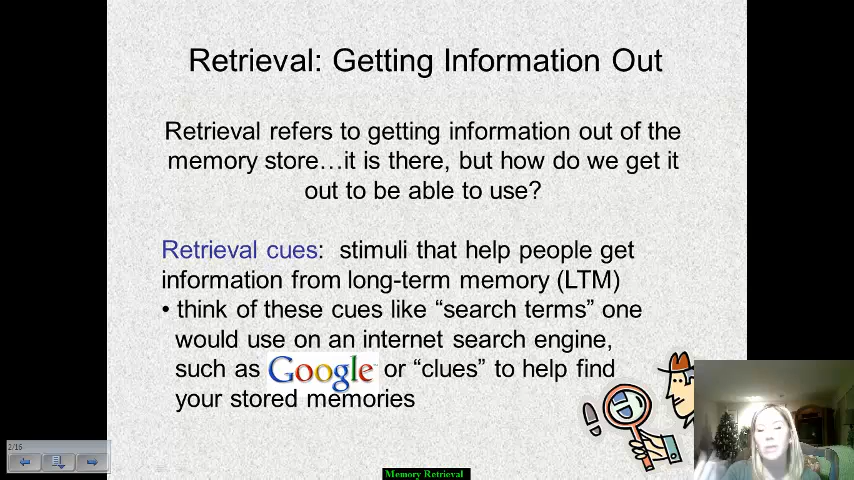 Retrieval: Getting Information Out
Retrieval refers to getting information out of the
memory store…it is there, but how do we get it
out to be able to use?
Retrieval cues: stimuli that help people get
information from long-term memory (LTM)
• think of these cues like “search terms” one
would use on an internet search engine,
such as Google or “clues” to help find
your stored memories
2/16
Memory Retrieval